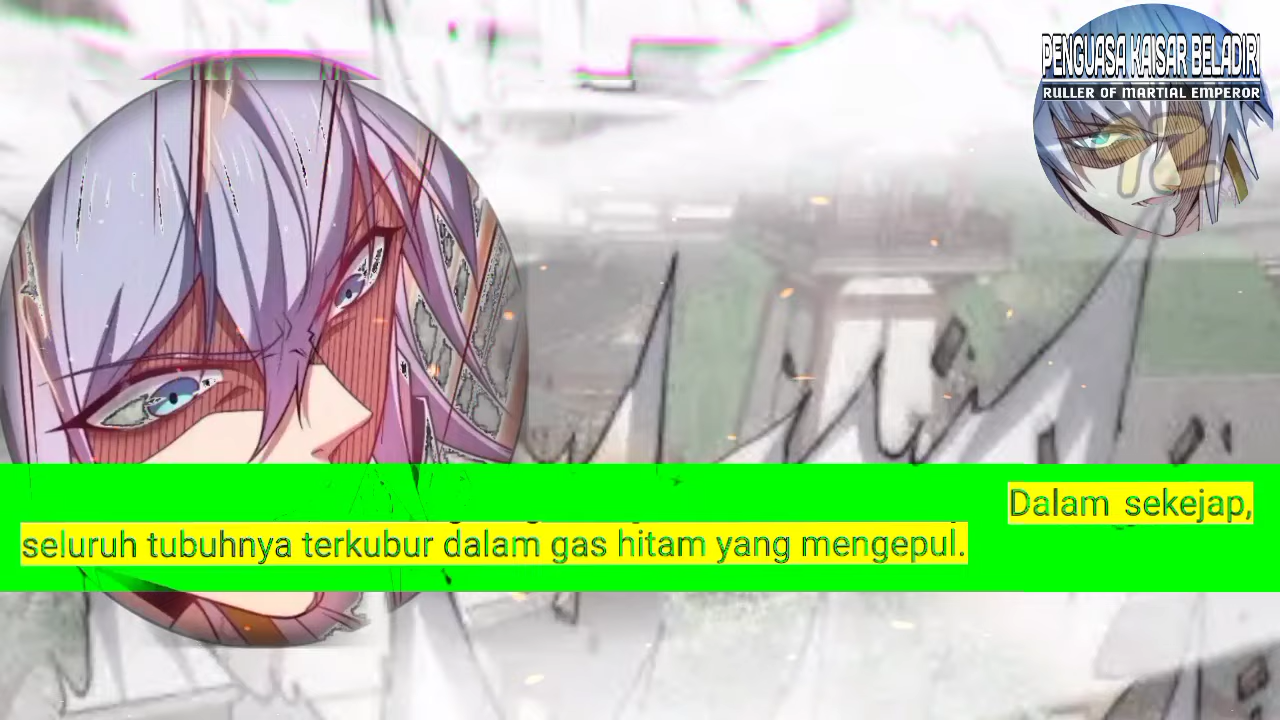 PENGUASA KAISAR BELADIRI
RULLER OF MARTIAL EMPEROR
Dalam sekejap,
seluruh tubuhnya terkubur dalam gas hitam yang mengepul.